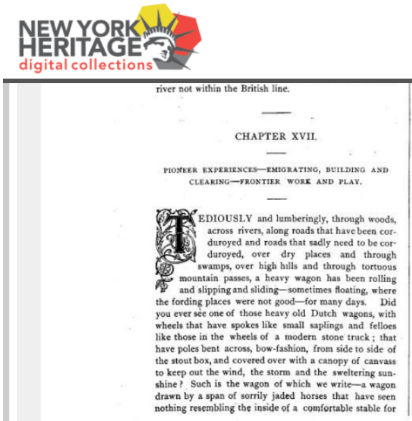 NEW YORK
HERITAGE
digital collections
river not within the British line.
CHAPTER XVII.
PIONEER EXPERIENCES—EMIGRATING, BUILDING AND
CLEARING—FRONTIER WORK AND PLAY.
TEDIOUSLY and lumberingly, through woods,
across rivers, along roads that have been cor-
duroyed and roads that sadly need to be cor-
duroyed, over dry places and through
swamps, over high hills and through tortuous
mountain passes, a heavy wagon has been rolling
and slipping and sliding—sometimes floating, where
the fording places were not good—for many days. Did
you ever see one of those heavy old Dutch wagons, with
wheels that have spokes like small saplings and felloes
like those in the wheels of a modern stone truck; that
have poles bent across, bow-fashion, from side to side of
the stout box, and covered over with a canopy of canvass
to keep out the wind, the storm and the sweltering sun-
shine? Such is the wagon of which we write—a wagon
drawn by a span of sorrily jaded horses that have seen
nothing resembling the inside of a comfortable stable for